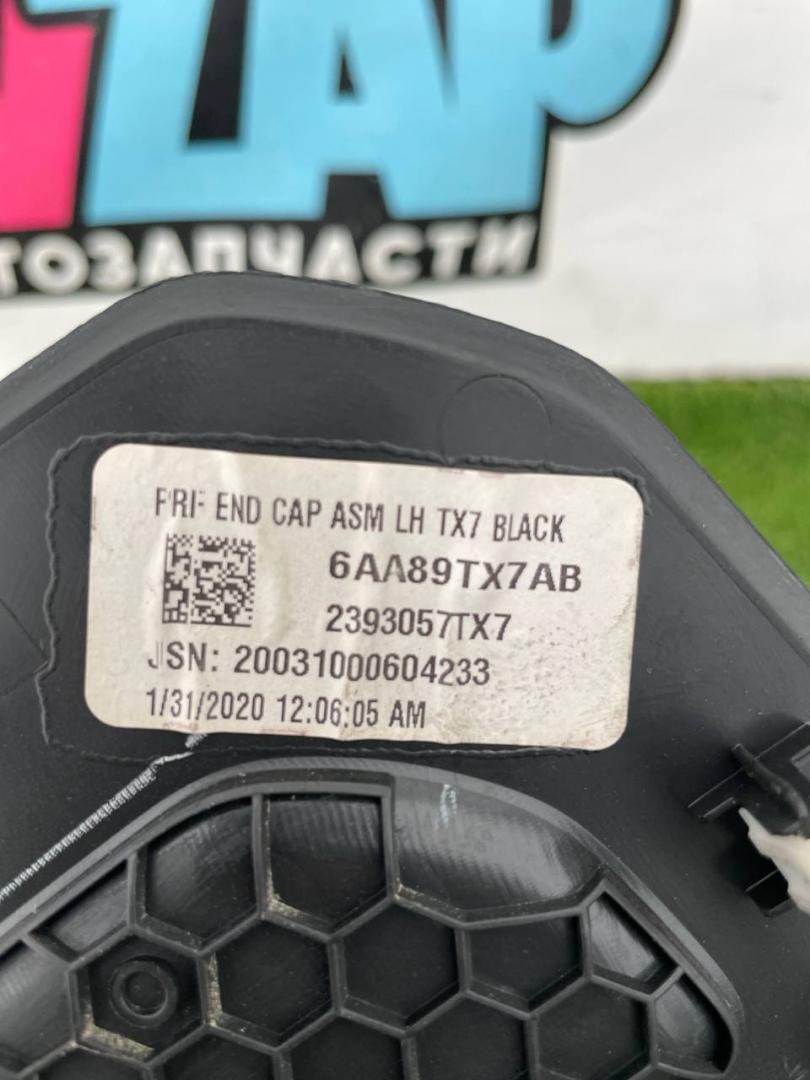 ZAP
ТОЗАПЧАСТИ
PRF END CAP ASM LH TX7 BLACK
6AA89TX7AB
2393057TX7
JSN: 20031000604233
1/31/2020 12:06:05 AM